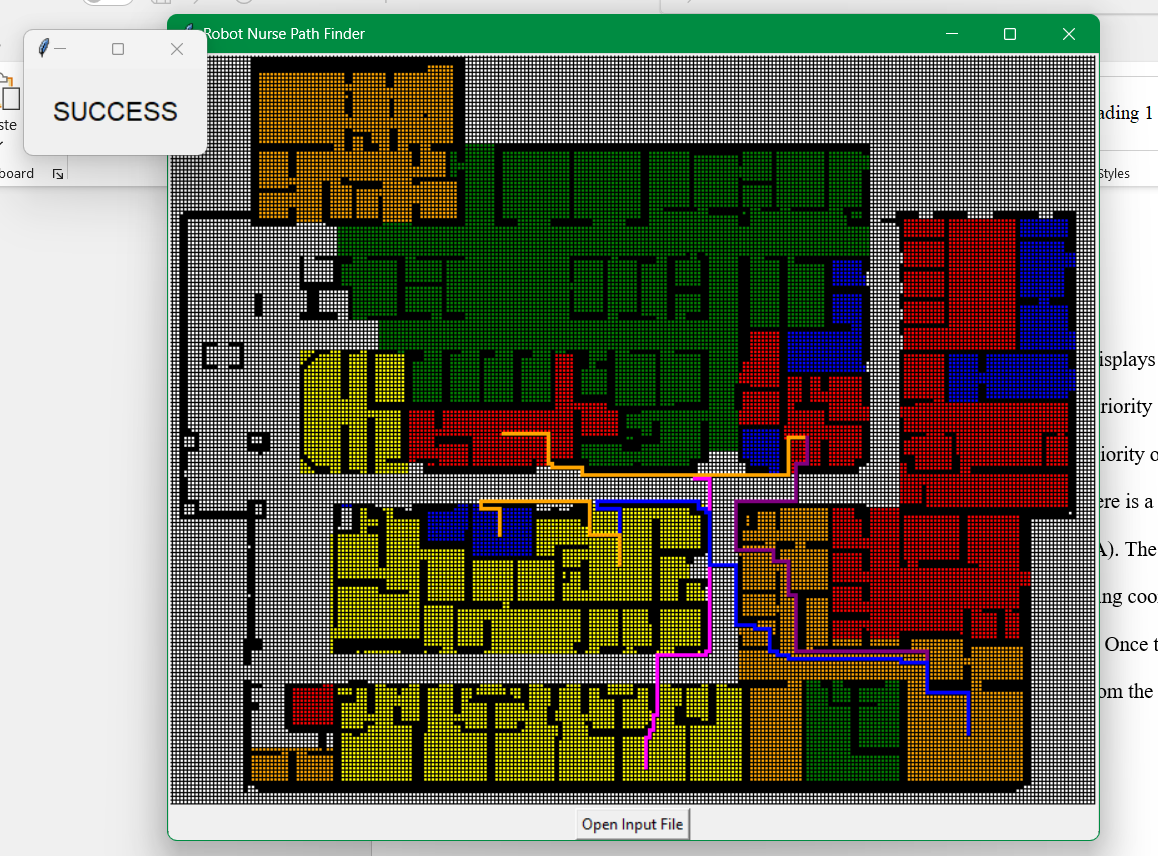 Robot Nurse Path Finder
SUCCESS
ste
board
ading 1
Styles
isplays
riority
iority o
ere is a
A). The
ng coo
Once t
om the
Open Input File